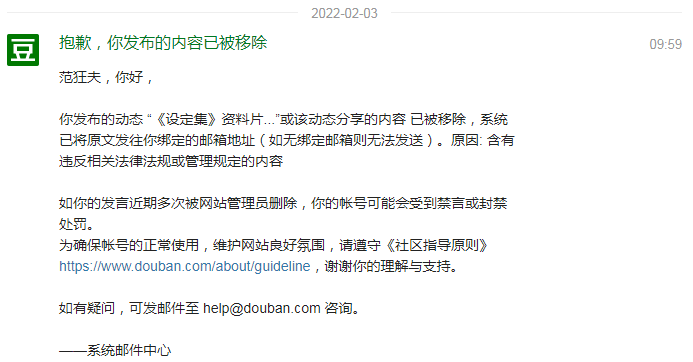 2022-02-03
豆
抱歉，你发布的内容已被移除
09:59
范狂夫，你好，
你发布的动态 “《设定集》资料片...”或该动态分享的内容 已被移除，系统
已将原文发往你绑定的邮箱地址（如无绑定邮箱则无法发送）。原因: 含有
违反相关法律法规或管理规定的内容
如你的发言近期多次被网站管理员删除，你的帐号可能会受到禁言或封禁
处罚。
为确保帐号的正常使用，维护网站良好氛围，请遵守《社区指导原则》
https://www.douban.com/about/guideline，谢谢你的理解与支持。
如有疑问，可发邮件至 help@douban.com 咨询。
——系统邮件中心